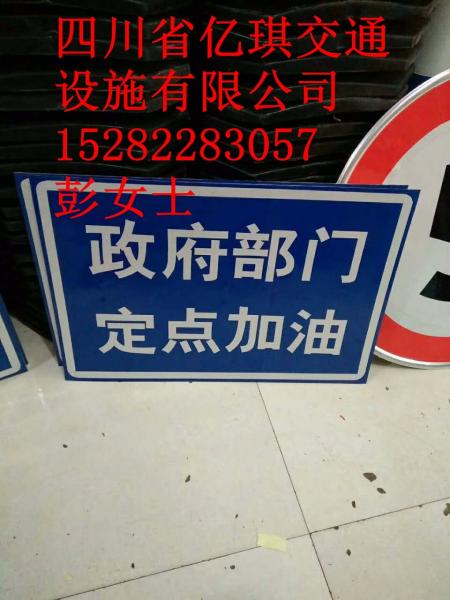 四川省亿琪交通
设施有限公司
15282283057
彭女士
政府部门
定点加油